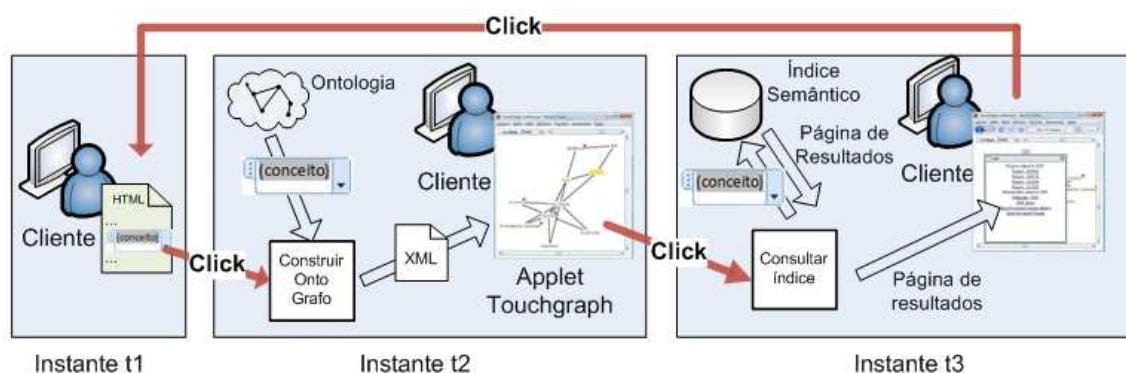 Click
Cliente
HTML
...
(conceito)
...
Click
Instante t1
Ontologia
(conceito)
Cliente
Construir
Onto
Grafo
XML
Applet
Touchgraph
Click
Instante t2
Índice
Semântico
Página de
Resultados
Cliente
(conceito)
Consultar
índice
Página de
resultados
Instante t3